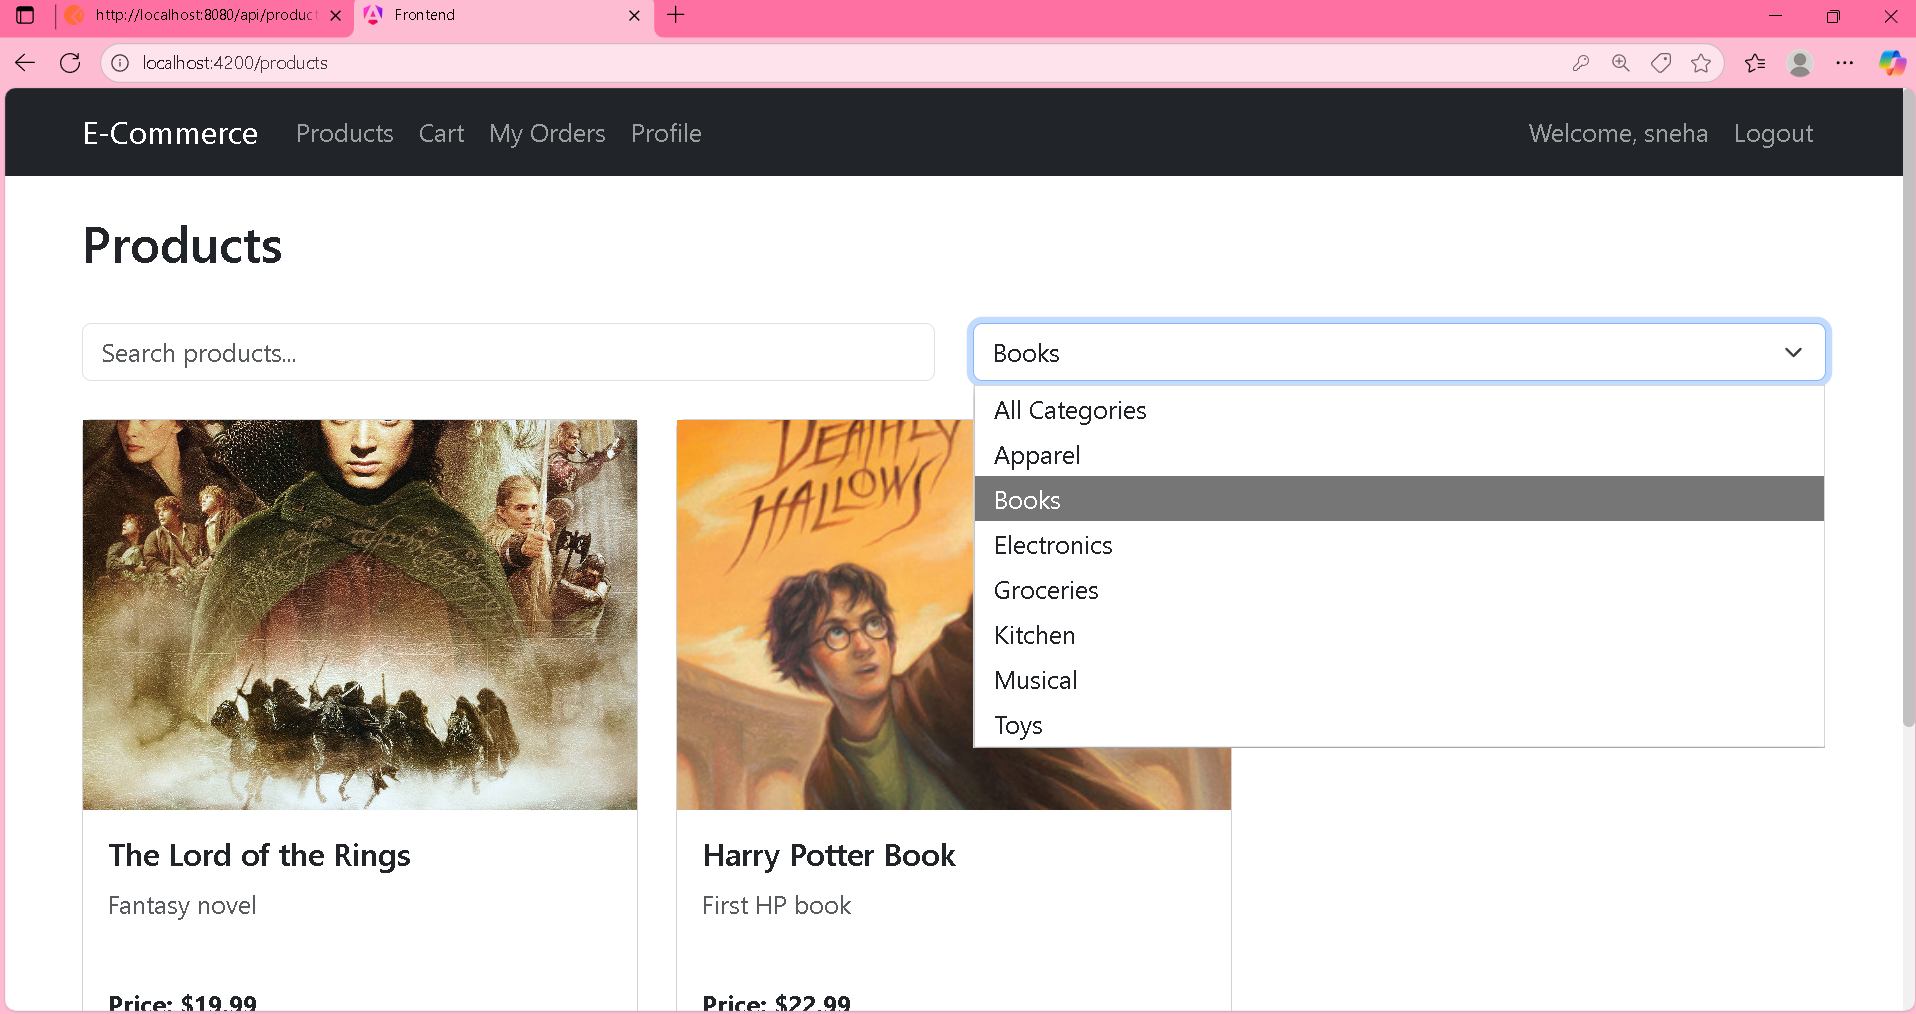 http://localhost:8080/api/product
Frontend
localhost:4200/products
E-Commerce
Products
Cart
My Orders
Profile
Welcome, sneha
Logout
Products
Search products...
Books
All Categories
Apparel
Books
Electronics
Groceries
Kitchen
Musical
Toys
DEATHLY
HALLOWS
The Lord of the Rings
Harry Potter Book
Fantasy novel
First HP book
Price: $19.99
Price: $22.99